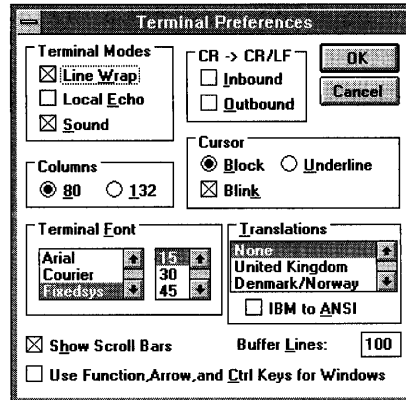 Terminal Preferences
Terminal Modes
Line Wrap
Local Echo
Sound
CR -> CR/LF
Inbound
Outbound
OK
Cancel
Columns
80 132
Cursor
Block Underline
Blink
Terminal Font
Arial
Courier
Fixedsys
15
30
45
Translations
None
United Kingdom
Denmark/Norway
IBM to ANSI
Show Scroll Bars
Buffer Lines: 100
Use Function,Arrow,and Ctrl Keys for Windows